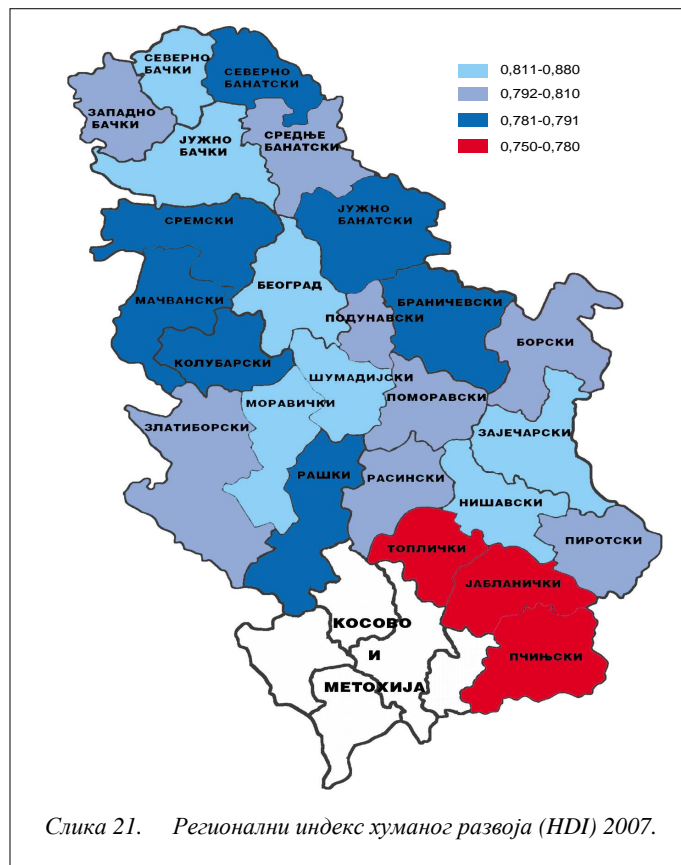 СЕВЕРНО
БАЧКИ
СЕВЕРНО
БАНАТСКИ
0,811-0,880
0,792-0,810
0,781-0,791
0,750-0,780
ЗАПАДНО
БАЧКИ
ЈУЖНО
БАЧКИ
СРЕДЊЕ
БАНАТСКИ
СРЕМСКИ
ЈУЖНО
БАНАТСКИ
БЕОГРАД
МАЧВАНСКИ
ПОДУНАВСКИ
БРАНИЧЕВСКИ
БОРСКИ
КОЛУБАРСКИ
ШУМАДИЈСКИ
ЗЛАТИБОРСКИ
МОРАВИЧКИ
ПОМОРАВСКИ
ЗАЈЕЧАРСКИ
РАШКИ
РАСИНСКИ
НИШАВСКИ
ПИРОТСКИ
ТОПЛИЧКИ
ЈАБЛАНИЧКИ
КОСОВО
И
МЕТОХИЈА
ПЧИЊСКИ
Слика 21. Регионални индекс хуманог развоја (HDI) 2007.